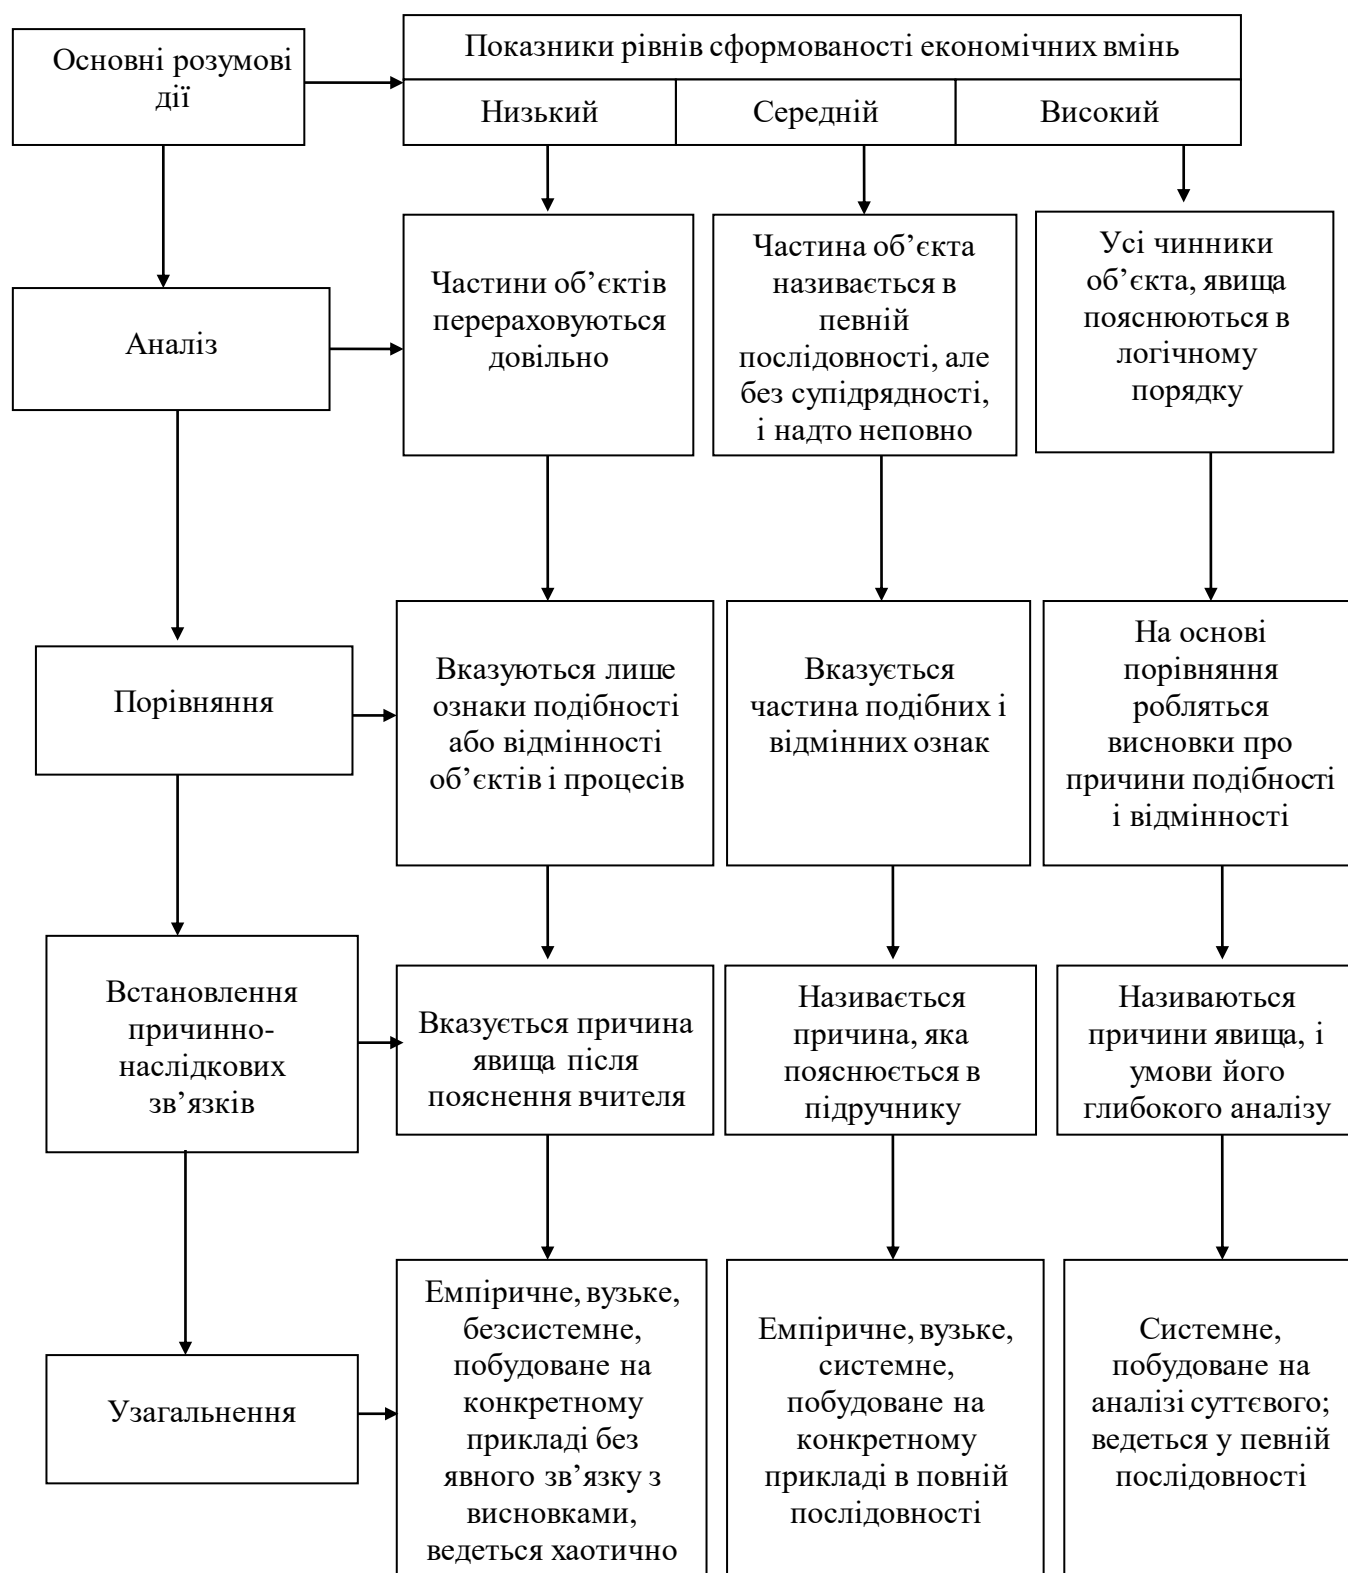 Основні розумові
дії
Показники рівнів сформованості економічних вмінь
Низький
Середній
Високий
Аналіз
Частини об’єктів
перераховуються
довільно
Частина об’єкта
називається в
певній
послідовності, але
без супідрядності,
і надто неповно
Усі чинники
об’єкта, явища
пояснюються в
логічному
порядку
Порівняння
Вказуються лише
ознаки подібності
або відмінності
об’єктів і процесів
Вказується
частина подібних і
відмінних ознак
На основі
порівняння
робляться
висновки про
причини подібності
і відмінності
Встановлення
причинно-
наслідкових
зв’язків
Вказується причина
явища після
пояснення вчителя
Називається
причина, яка
пояснюється в
підручнику
Називаються
причини явища, і
умови його
глибокого аналізу
Узагальнення
Емпіричне, вузьке,
безсистемне,
побудоване на
конкретному
прикладі без
явного зв’язку з
висновками,
ведеться хаотично
Емпіричне, вузьке,
системне,
побудоване на
конкретному
прикладі в повній
послідовності
Системне,
побудоване на
аналізі суттєвого;
ведеться у певній
послідовності